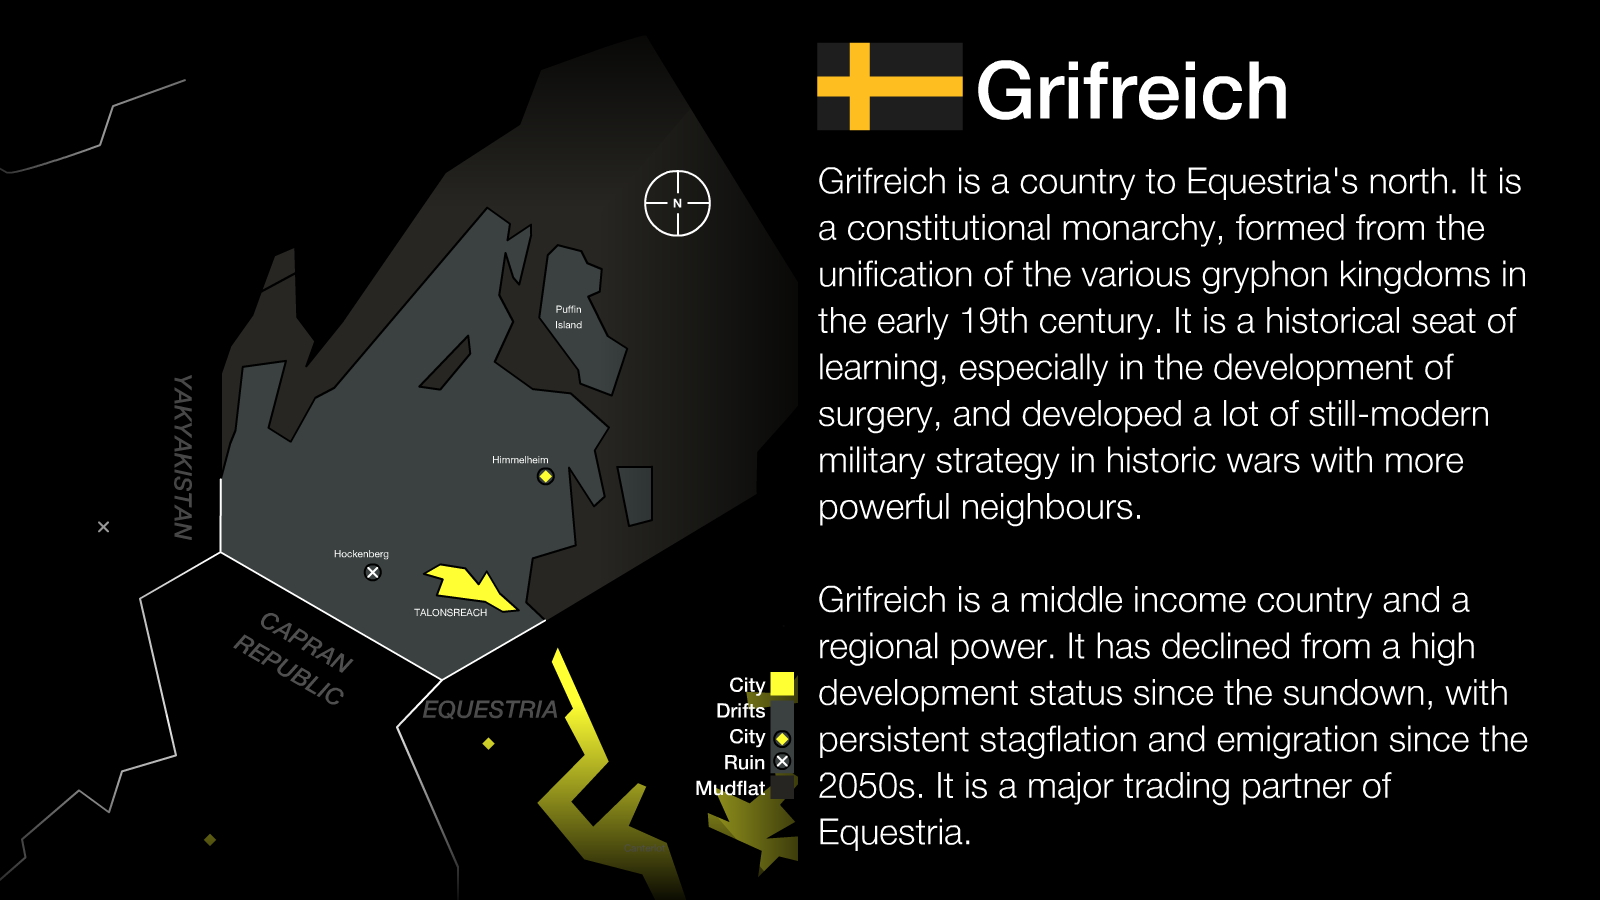 Grifreich
Grifreich is a country to Equestria's north. It is
a constitutional monarchy, formed from the
unification of the various gryphon kingdoms in
the early 19th century. It is a historical seat of
learning, especially in the development of
surgery, and developed a lot of still-modern
military strategy in historic wars with more
powerful neighbours.
Grifreich is a middle income country and a
regional power. It has declined from a high
development status since the sundown, with
persistent stagflation and emigration since the
2050s. It is a major trading partner of
Equestria.
N
Puffin
Island
YAKYAKISTAN
Himmelheim
Hockenberg
TALONSREACH
CAPRAN
REPUBLIC
EQUESTRIA
City
Drifts
City
Ruin
Mudflat